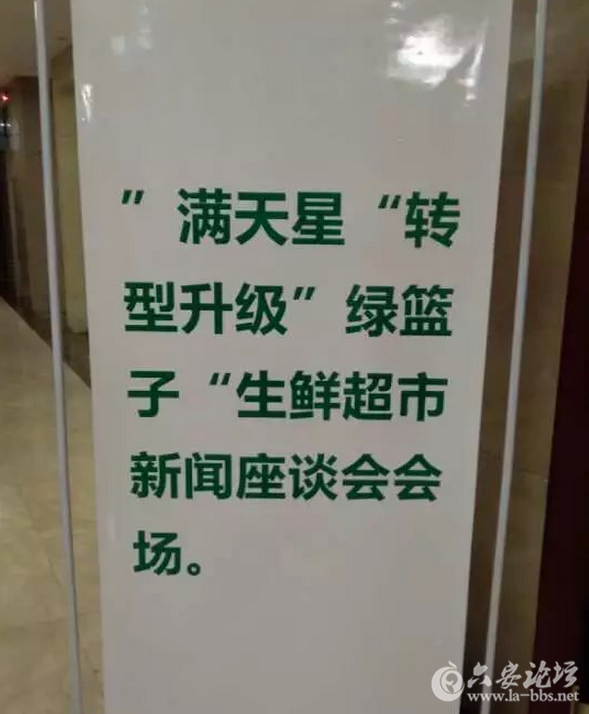 ”满天星“转
型升级”绿篮
子“生鲜超市
新闻座谈会会
场。
六安论坛
www.la-bbs.net